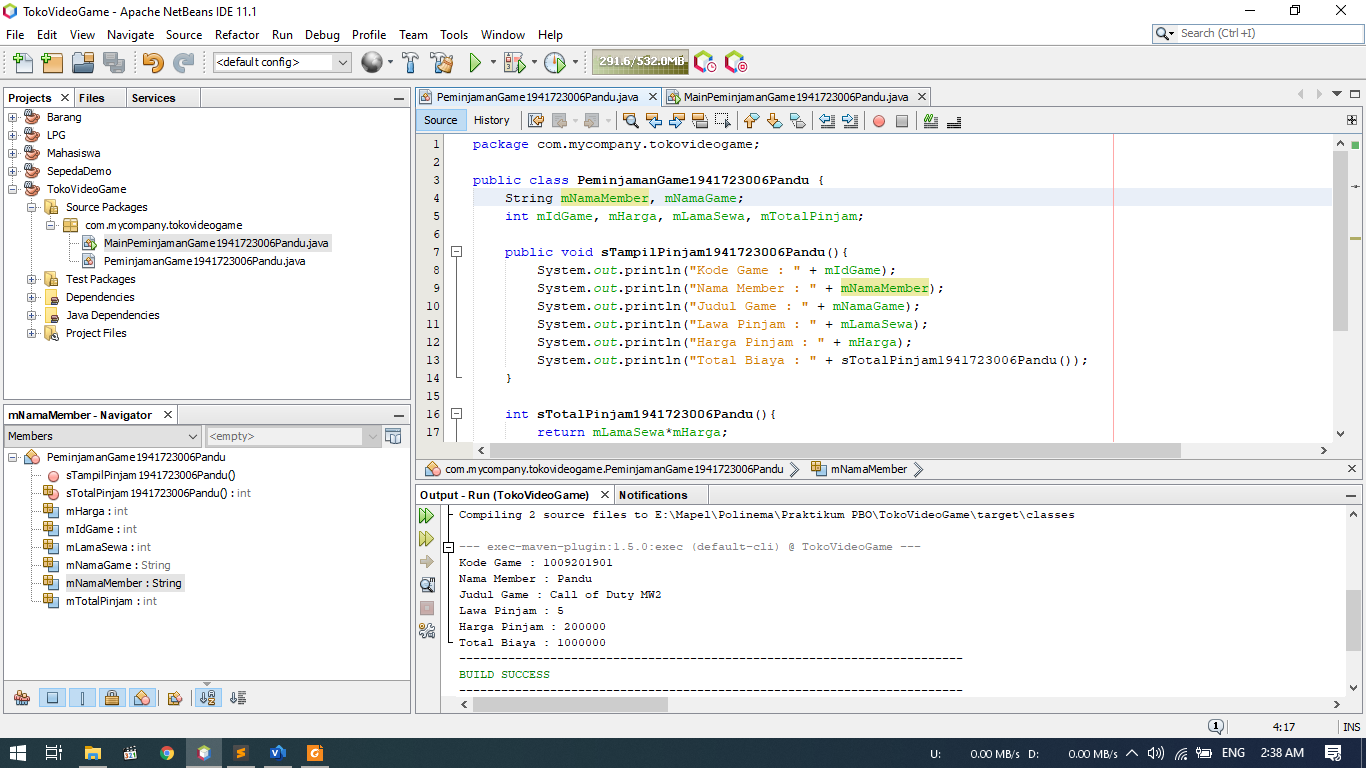 TokoVideoGame - Apache NetBeans IDE 11.1
File Edit View Navigate Source Refactor Run Debug Profile Team Tools Window Help
Search (Ctrl+I)
<default config>
291.6/532.0MB
Projects Files Services
Barang
LPG
Mahasiswa
SepedaDemo
TokoVideoGame
Source Packages
com.mycompany.tokovideogame
MainPeminjamanGame1941723006Pandu.java
PeminjamanGame1941723006Pandu.java
Test Packages
Dependencies
Java Dependencies
Project Files
mNamaMember - Navigator
Members
<empty>
PeminjamanGame1941723006Pandu
sTampilPinjam1941723006Pandu()
sTotalPinjam1941723006Pandu() : int
mHarga : int
mIdGame : int
mLamaSewa : int
mNamaGame : String
mNamaMember : String
mTotalPinjam : int
PeminjamanGame1941723006Pandu.java MainPeminjamanGame1941723006Pandu.java
Source History
1 package com.mycompany.tokovideogame;
2
3 public class PeminjamanGame1941723006Pandu {
4 String mNamaMember, mNamaGame;
5 int mIdGame, mHarga, mLamaSewa, mTotalPinjam;
6
7 public void sTampilPinjam1941723006Pandu(){
8 System.out.println("Kode Game : " + mIdGame);
9 System.out.println("Nama Member : " + mNamaMember);
10 System.out.println("Judul Game : " + mNamaGame);
11 System.out.println("Lawa Pinjam : " + mLamaSewa);
12 System.out.println("Harga Pinjam : " + mHarga);
13 System.out.println("Total Biaya : " + sTotalPinjam1941723006Pandu());
14 }
15
16 int sTotalPinjam1941723006Pandu(){
17 return mLamaSewa*mHarga;
com.mycompany.tokovideogame.PeminjamanGame1941723006Pandu mNamaMember
Output - Run (TokoVideoGame) Notifications
Compiling 2 source files to E:\Mapel\Polinema\Praktikum PBO\TokoVideoGame\target\classes
--- exec-maven-plugin:1.5.0:exec (default-cli) @ TokoVideoGame ---
Kode Game : 1009201901
Nama Member : Pandu
Judul Game : Call of Duty MW2
Lawa Pinjam : 5
Harga Pinjam : 200000
Total Biaya : 1000000
------------------------------------------------------------------------
BUILD SUCCESS
------------------------------------------------------------------------
1 4:17 INS
U: 0.00 MB/s D: 0.00 MB/s ENG 2:38 AM